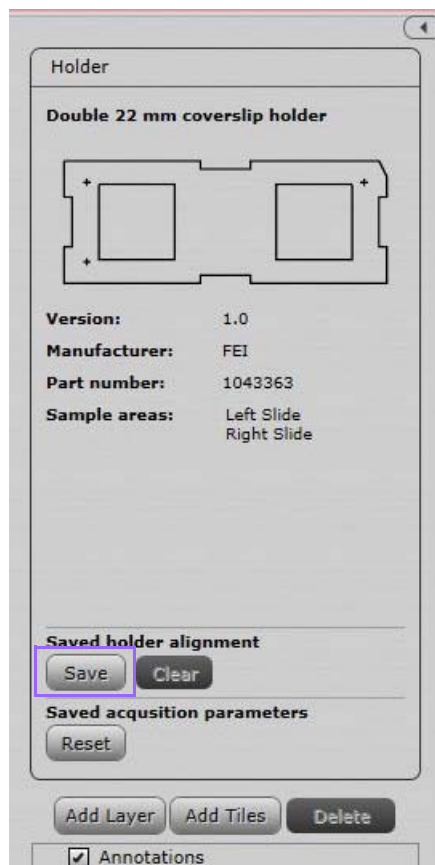 Holder
Double 22 mm coverslip holder
Version: 1.0
Manufacturer: FEI
Part number: 1043363
Sample areas: Left Slide
Right Slide
Saved holder alignment
Save Clear
Saved acqusition parameters
Reset
Add Layer Add Tiles Delete
Annotations